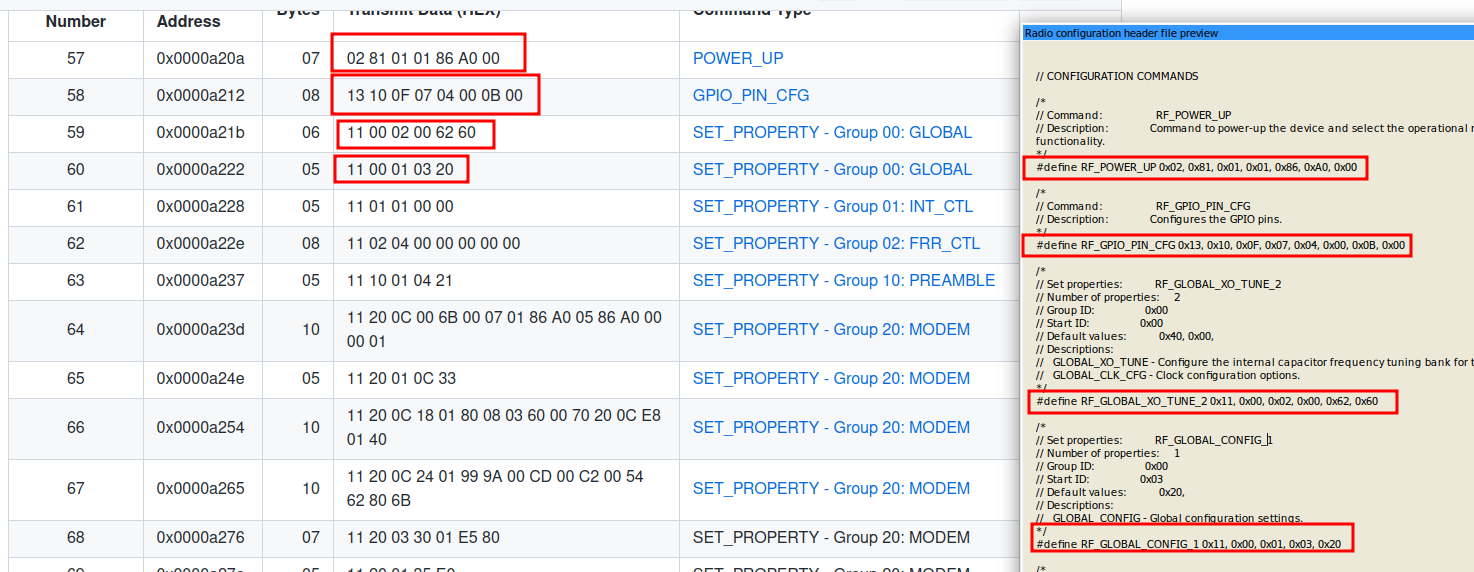 Number Address Bytes Transmit Data (HEX) Command Type
57 0x0000a20a 07 02 81 01 01 86 A0 00 POWER_UP
58 0x0000a212 08 13 10 0F 07 04 00 0B 00 GPIO_PIN_CFG
59 0x0000a21b 06 11 00 02 00 62 60 SET_PROPERTY - Group 00: GLOBAL
60 0x0000a222 05 11 00 01 03 20 SET_PROPERTY - Group 00: GLOBAL
61 0x0000a228 05 11 01 01 00 00 SET_PROPERTY - Group 01: INT_CTL
62 0x0000a22e 08 11 02 04 00 00 00 00 00 SET_PROPERTY - Group 02: FRR_CTL
63 0x0000a237 05 11 10 01 04 21 SET_PROPERTY - Group 10: PREAMBLE
64 0x0000a23d 10 11 20 0C 00 6B 00 07 01 86 A0 05 86 A0 00 SET_PROPERTY - Group 20: MODEM
00 01
65 0x0000a24e 05 11 20 01 0C 33 SET_PROPERTY - Group 20: MODEM
66 0x0000a254 10 11 20 0C 18 01 80 08 03 60 00 70 20 0C E8 SET_PROPERTY - Group 20: MODEM
01 40
67 0x0000a265 10 11 20 0C 24 01 99 9A 00 CD 00 C2 00 54 SET_PROPERTY - Group 20: MODEM
62 80 6B
68 0x0000a276 07 11 20 03 30 01 E5 80 SET_PROPERTY - Group 20: MODEM
Radio configuration header file preview
// CONFIGURATION COMMANDS
/*
// Command: RF_POWER_UP
// Description: Command to power-up the device and select the operational
functionality.
*/
#define RF_POWER_UP 0x02, 0x81, 0x01, 0x01, 0x86, 0xA0, 0x00
/*
// Command: RF_GPIO_PIN_CFG
// Description: Configures the GPIO pins.
*/
#define RF_GPIO_PIN_CFG 0x13, 0x10, 0x0F, 0x07, 0x04, 0x00, 0x0B, 0x00
/*
// Set properties: RF_GLOBAL_XO_TUNE_2
// Number of properties: 2
// Group ID: 0x00
// Start ID: 0x00
// Default values: 0x40, 0x00,
// Descriptions:
// GLOBAL_XO_TUNE - Configure the internal capacitor frequency tuning bank for
// GLOBAL_CLK_CFG - Clock configuration options.
*/
#define RF_GLOBAL_XO_TUNE_2 0x11, 0x00, 0x02, 0x00, 0x62, 0x60
/*
// Set properties: RF_GLOBAL_CONFIG_1
// Number of properties: 1
// Group ID: 0x00
// Start ID: 0x03
// Default values: 0x20,
// Descriptions:
// GLOBAL_CONFIG - Global configuration settings.
*/
#define RF_GLOBAL_CONFIG_1 0x11, 0x00, 0x01, 0x03, 0x20
/*